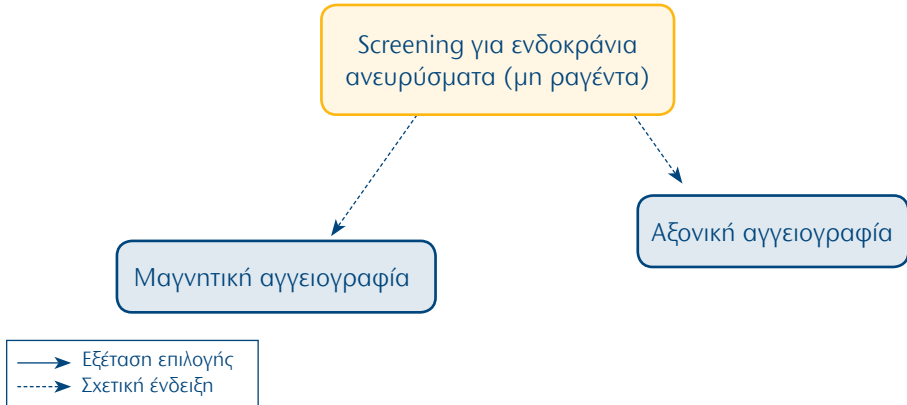 Screening για ενδοκράνια
ανευρύσματα (μη ραγέντα)
Αξονική αγγειογραφία
Μαγνητική αγγειογραφία
Εξέταση επιλογής
Σχετική ένδειξη